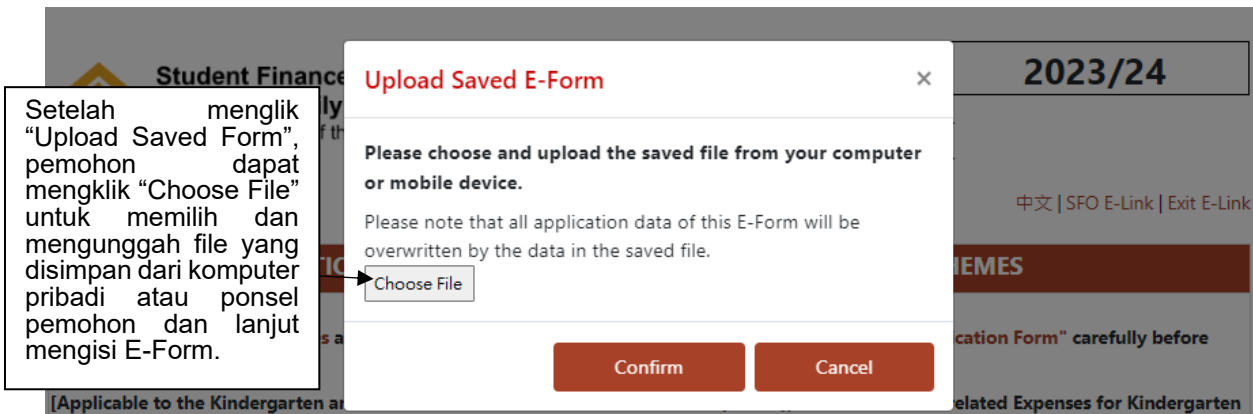 Student Finance
2023/24
Upload Saved E-Form
×
ly
f th
Setelah menglik
“Upload Saved Form”,
pemohon dapat
mengklik “Choose File”
untuk memilih dan
mengunggah file yang
disimpan dari komputer
pribadi atau ponsel
pemohon dan lanjut
mengisi E-Form.
Please choose and upload the saved file from your computer
or mobile device.
Please note that all application data of this E-Form will be
overwritten by the data in the saved file.
Choose File
Confirm
Cancel
中文 | SFO E-Link | Exit E-Link
IEMES
s a
cation Form" carefully before
[Applicable to the Kindergarten an
elated Expenses for Kindergarten